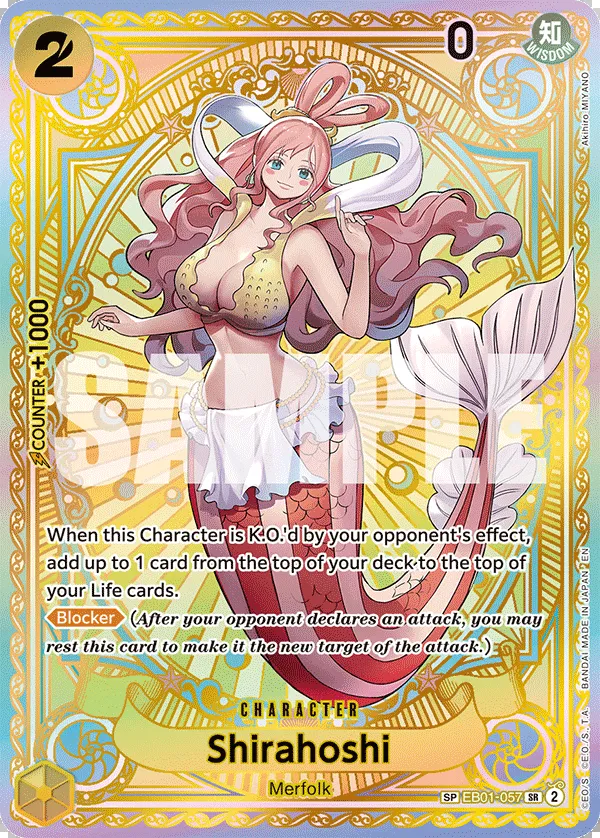 2
0
知
WISDOM
Akihiro_MIYANO
COUNTER +1000
SAMPLE
When this Character is K.O.'d by your opponent's effect,
add up to 1 card from the top of your deck to the top of
your Life cards.
Blocker (After your opponent declares an attack, you may
rest this card to make it the new target of the attack.)
CHARACTER
Shirahoshi
Merfolk
SP EB01-057 SR 2
©E.O./S. ©E.O./S., T.A. BANDAI MADE IN JAPAN EN